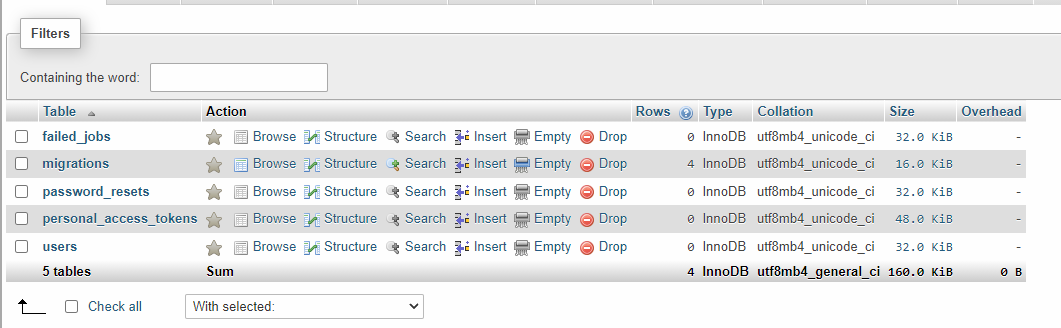 Filters
Containing the word:
Table Action Rows Type Collation Size Overhead
failed_jobs Browse Structure Search Insert Empty Drop 0 InnoDB utf8mb4_unicode_ci 32.0 KiB -
migrations Browse Structure Search Insert Empty Drop 4 InnoDB utf8mb4_unicode_ci 16.0 KiB -
password_resets Browse Structure Search Insert Empty Drop 0 InnoDB utf8mb4_unicode_ci 32.0 KiB -
personal_access_tokens Browse Structure Search Insert Empty Drop 0 InnoDB utf8mb4_unicode_ci 48.0 KiB -
users Browse Structure Search Insert Empty Drop 0 InnoDB utf8mb4_unicode_ci 32.0 KiB -
5 tables Sum 4 InnoDB utf8mb4_general_ci 160.0 KiB 0 B
Check all With selected: